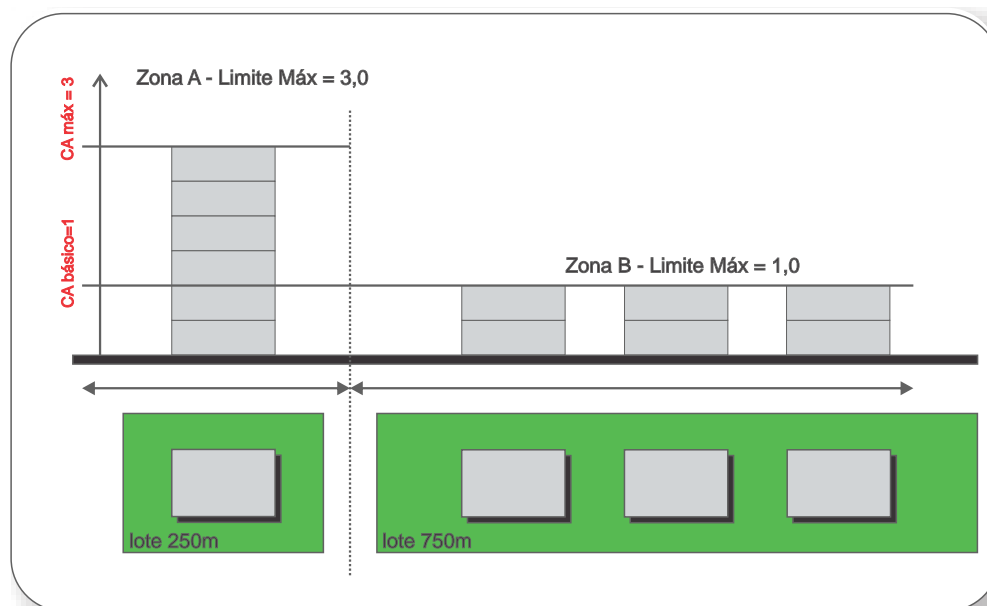 Zona A - Limite Máx = 3,0
CA máx = 3
CA básico=1
Zona B - Limite Máx = 1,0
lote 250m
lote 750m